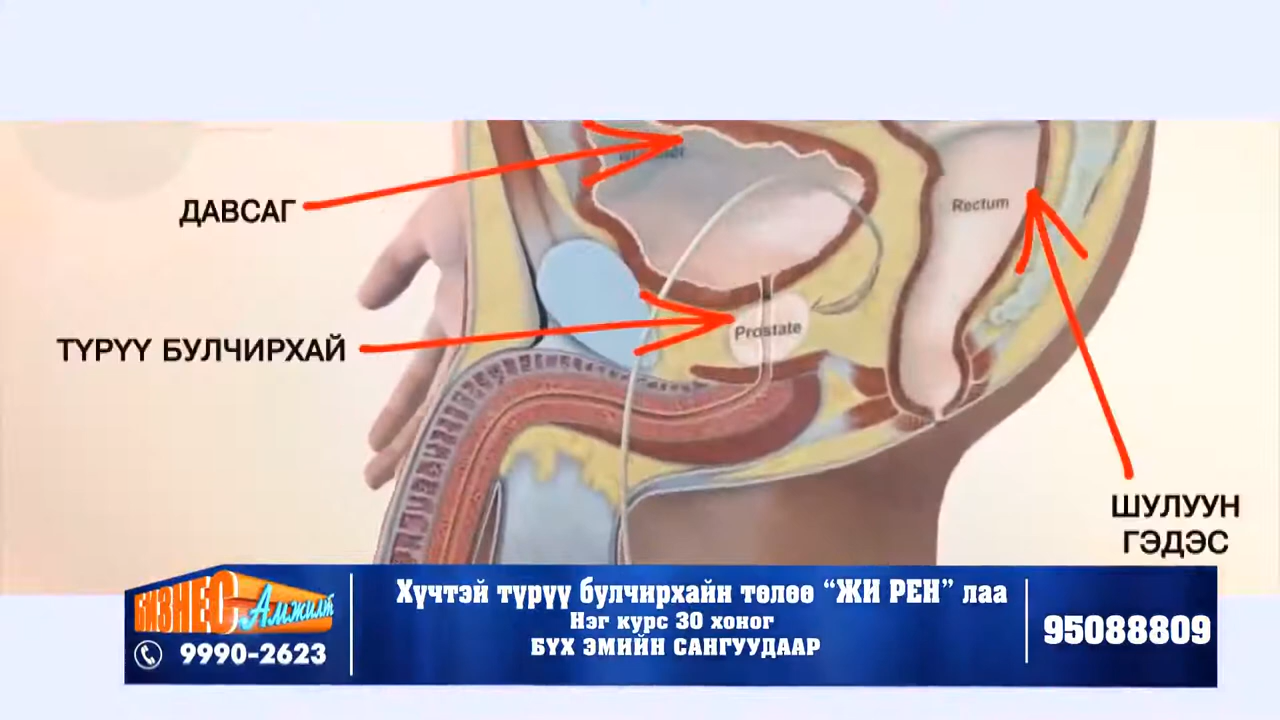 ДАВСАГ
Rectum
ТҮРҮҮ БУЛЧИРХАЙ
Prostate
ШУЛУУН
ГЭДЭС
БИЗНЕС
Амжилт
9990-2623
Хүчтэй түрүү булчирхайн төлөө “ЖИ РЕН” лаа
Нэг курс 30 хоног
БҮХ ЭМИЙН САНГУУДААР
95088809